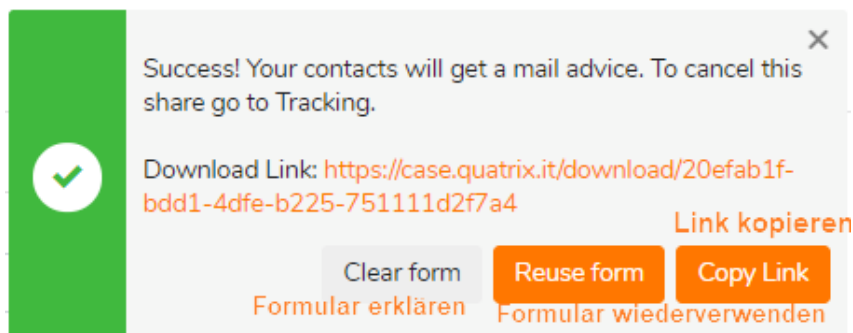 Success! Your contacts will get a mail advice. To cancel this
share go to Tracking.
Download Link: https://case.quatrix.it/download/20efab1f-
bdd1-4dfe-b225-751111d2f7a4
Link kopieren
Clear form Reuse form Copy Link
Formular erklären Formular wiederverwenden